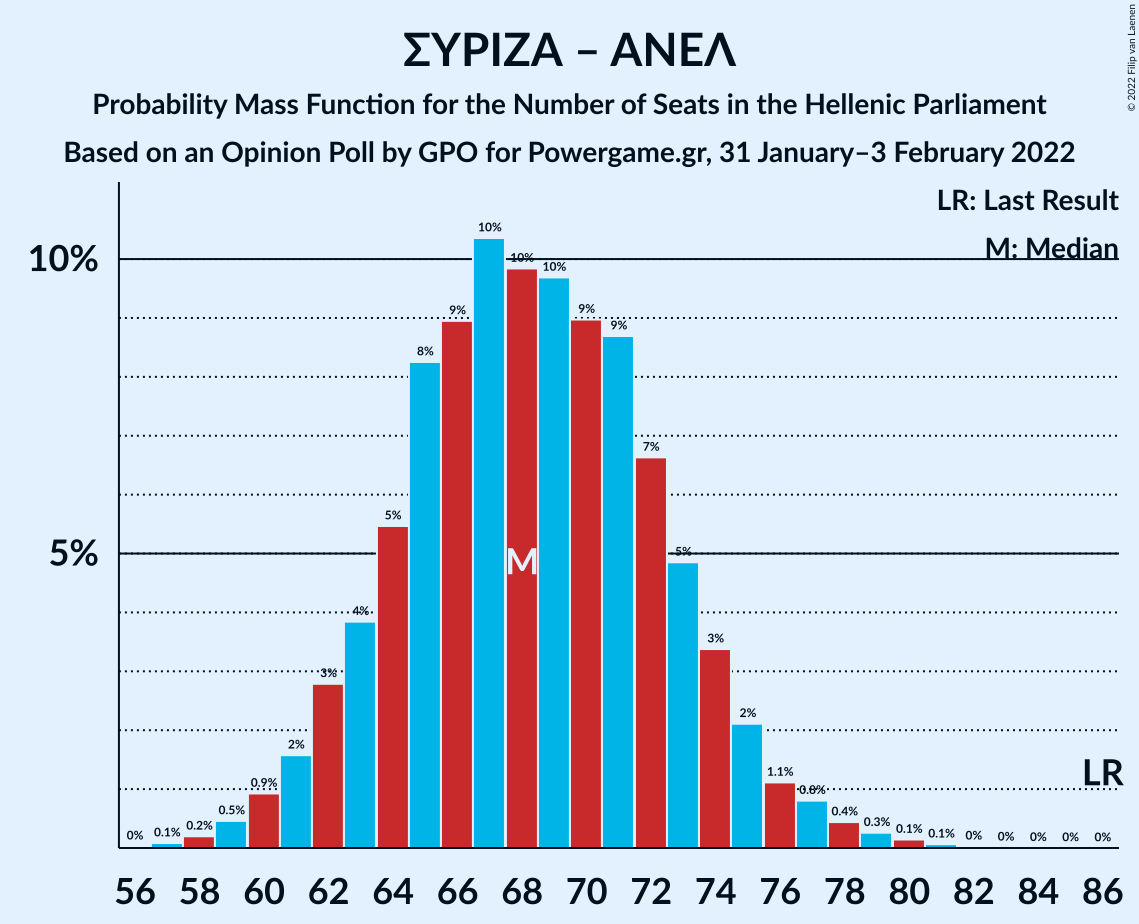 ΣΥΡΙΖΑ – ΑΝΕΛ
Probability Mass Function for the Number of Seats in the Hellenic Parliament
Based on an Opinion Poll by GPO for Powergame.gr, 31 January–3 February 2022
© 2022 Filip van Laenen
LR: Last Result
M: Median
10%
5%
0% 0.1% 0.2% 0.5% 0.9% 2% 3% 4% 5% 8% 9% 10% 10% 10% 9% 9% 7% 5% 3% 2% 1.1% 0.8% 0.4% 0.3% 0.1% 0.1% 0% 0% 0% 0% 0%
M
LR
56 58 60 62 64 66 68 70 72 74 76 78 80 82 84 86